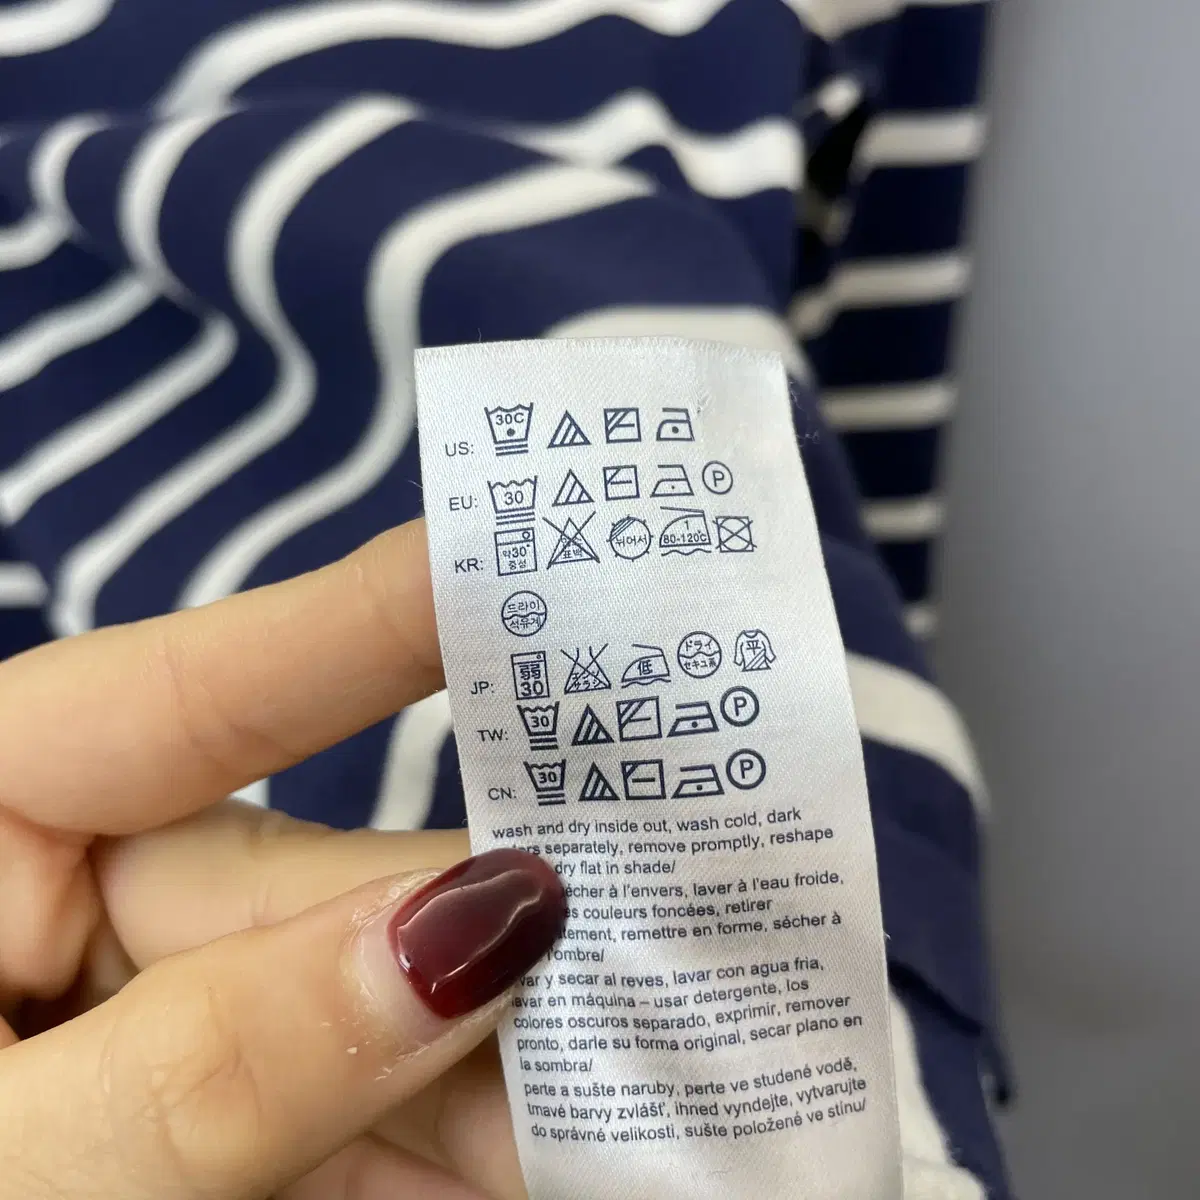 US: 30C
EU: 30 P
KR: 약30° 중성 표백 뉘어서 1 80-120℃
드라이 석유계
JP: 弱 30 低 ドライ セキユ系 平
TW: 30 P
CN: 30 P
wash and dry inside out, wash cold, dark
separately, remove promptly, reshape
dry flat in shade/
à l'envers, laver à l'eau froide,
couleurs foncées, retirer
remettre en forme, sécher à
l'ombre/
y secar al reves, lavar con agua fria,
lavar en máquina – usar detergente, los
colores oscuros separado, exprimir, remover
pronto, darle su forma original, secar plano en
la sombra/
perte a sušte naruby, perte ve studené vodě,
tmavé barvy zvlášť, ihned vyndejte, vytvarujte
do správné velikosti, sušte položené ve stínu/